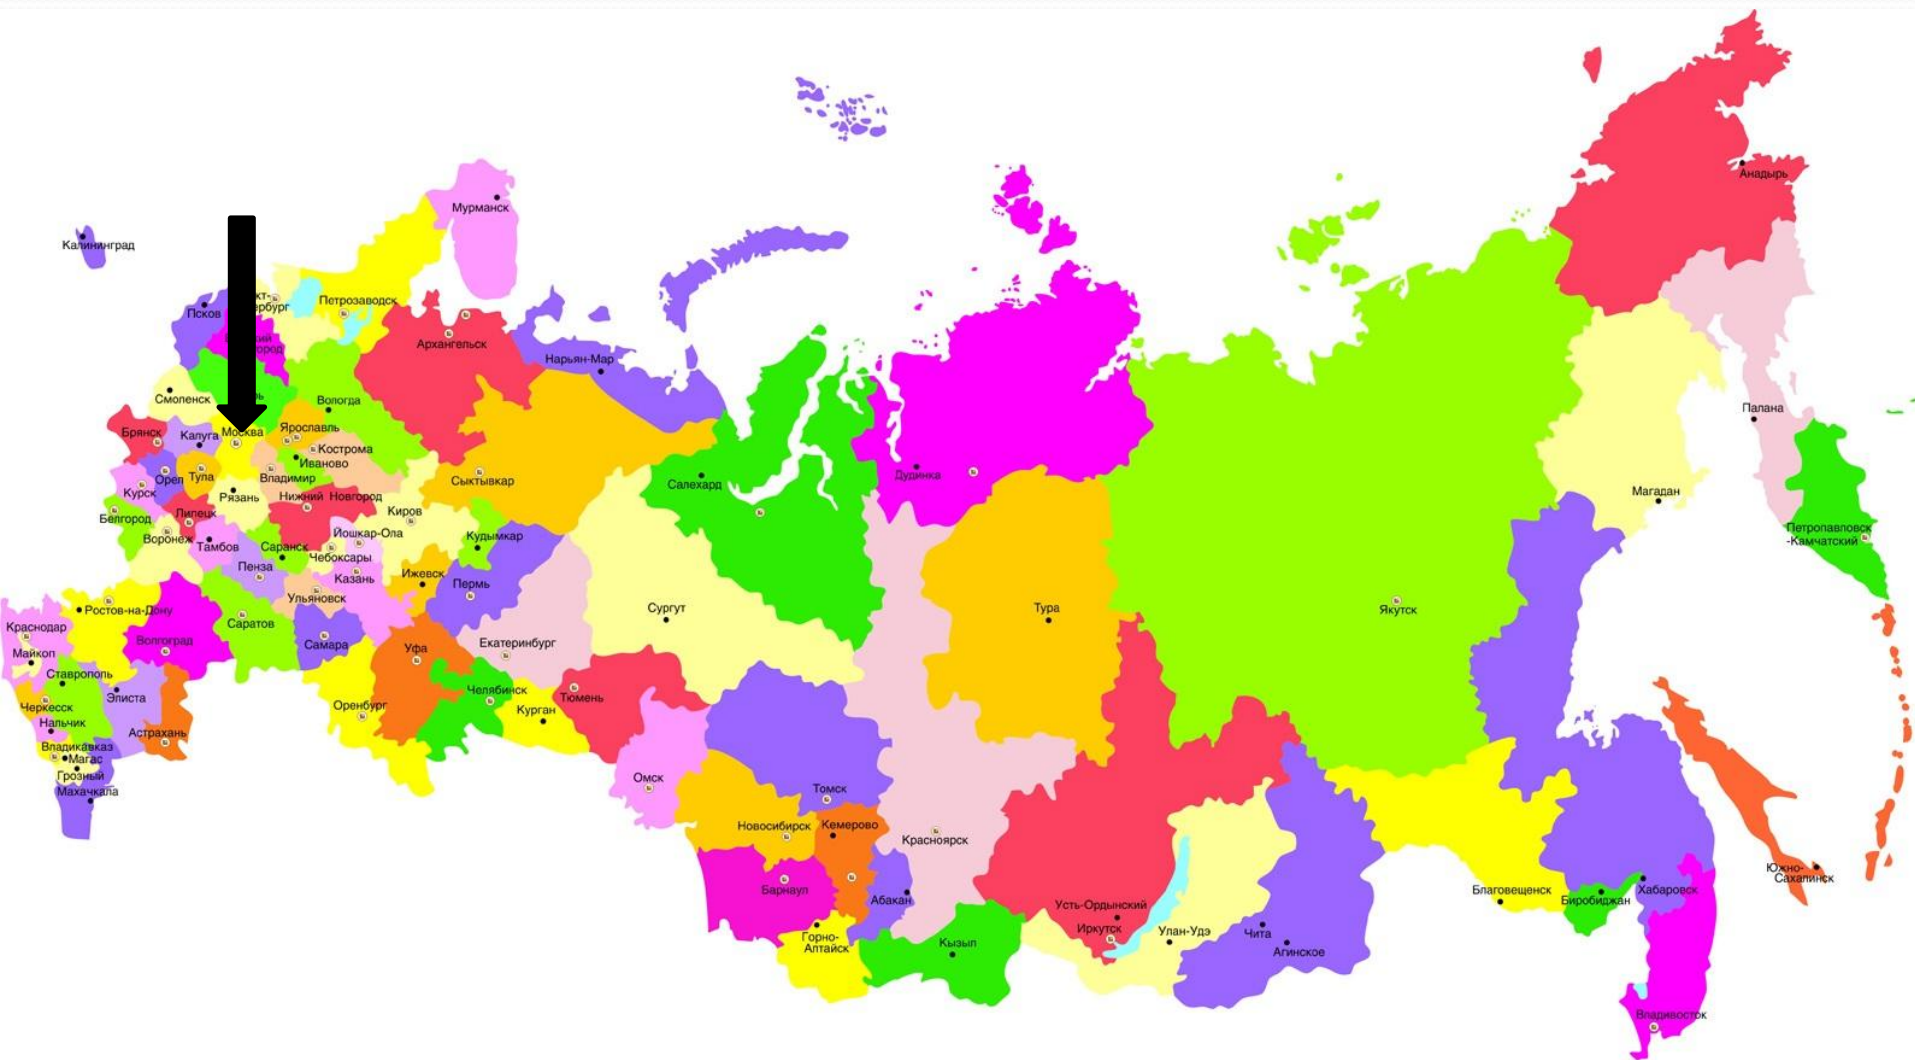 Анадырь
Мурманск
Калининград
Петрозаводск
Псков
Архангельск
Нарьян-Мар
Смоленск
Вологда
Палана
Брянск
Калуга
Москва
Ярославль
Кострома
Иваново
Орел
Тула
Владимир
Сыктывкар
Салехард
Дудинка
Курск
Рязань
Нижний Новгород
Магадан
Белгород
Липецк
Киров
Петропавловск
-Камчатский
Воронеж
Тамбов
Саранск
Йошкар-Ола
Чебоксары
Кудымкар
Пенза
Казань
Ижевск
Пермь
Ульяновск
Сургут
Тура
Якутск
Ростов-на-Дону
Краснодар
Саратов
Волгоград
Самара
Уфа
Екатеринбург
Майкоп
Ставрополь
Элиста
Челябинск
Тюмень
Черкесск
Оренбург
Курган
Нальчик
Астрахань
Владикавказ
Магас
Грозный
Махачкала
Омск
Томск
Новосибирск
Кемерово
Красноярск
Барнаул
Абакан
Южно-
Сахалинск
Благовещенск
Биробиджан
Хабаровск
Усть-Ордынский
Иркутск
Улан-Удэ
Чита
Агинское
Горно-
Алтайск
Кызыл
Владивосток